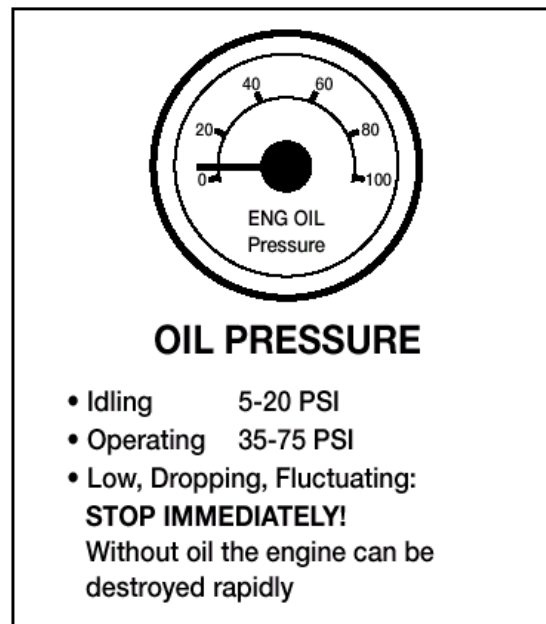 40 60
20 80
0 100
ENG OIL
Pressure
OIL PRESSURE
• Idling 5-20 PSI
• Operating 35-75 PSI
• Low, Dropping, Fluctuating:
STOP IMMEDIATELY!
Without oil the engine can be
destroyed rapidly